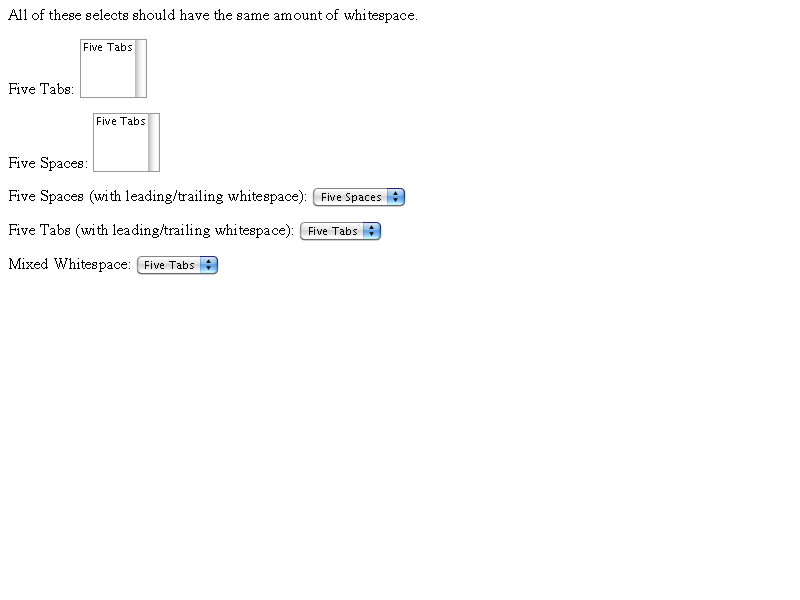 All of these selects should have the same amount of whitespace.
Five Tabs
Five Tabs:
Five Tabs
Five Spaces:
Five Spaces (with leading/trailing whitespace): Five Spaces
Five Tabs (with leading/trailing whitespace): Five Tabs
Mixed Whitespace: Five Tabs